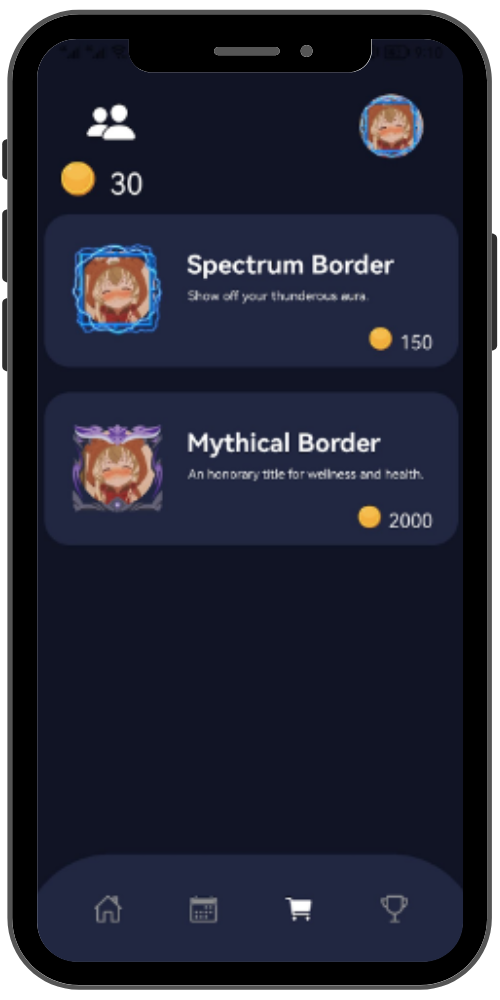 30
Spectrum Border
Show off your thunderous aura.
150
Mythical Border
An honorary title for wellness and health.
2000